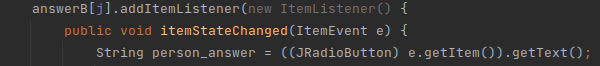 answerB[j].addItemListener(new ItemListener() {
public void itemStateChanged(ItemEvent e) {
String person_answer = ((JRadioButton) e.getItem()).getText();